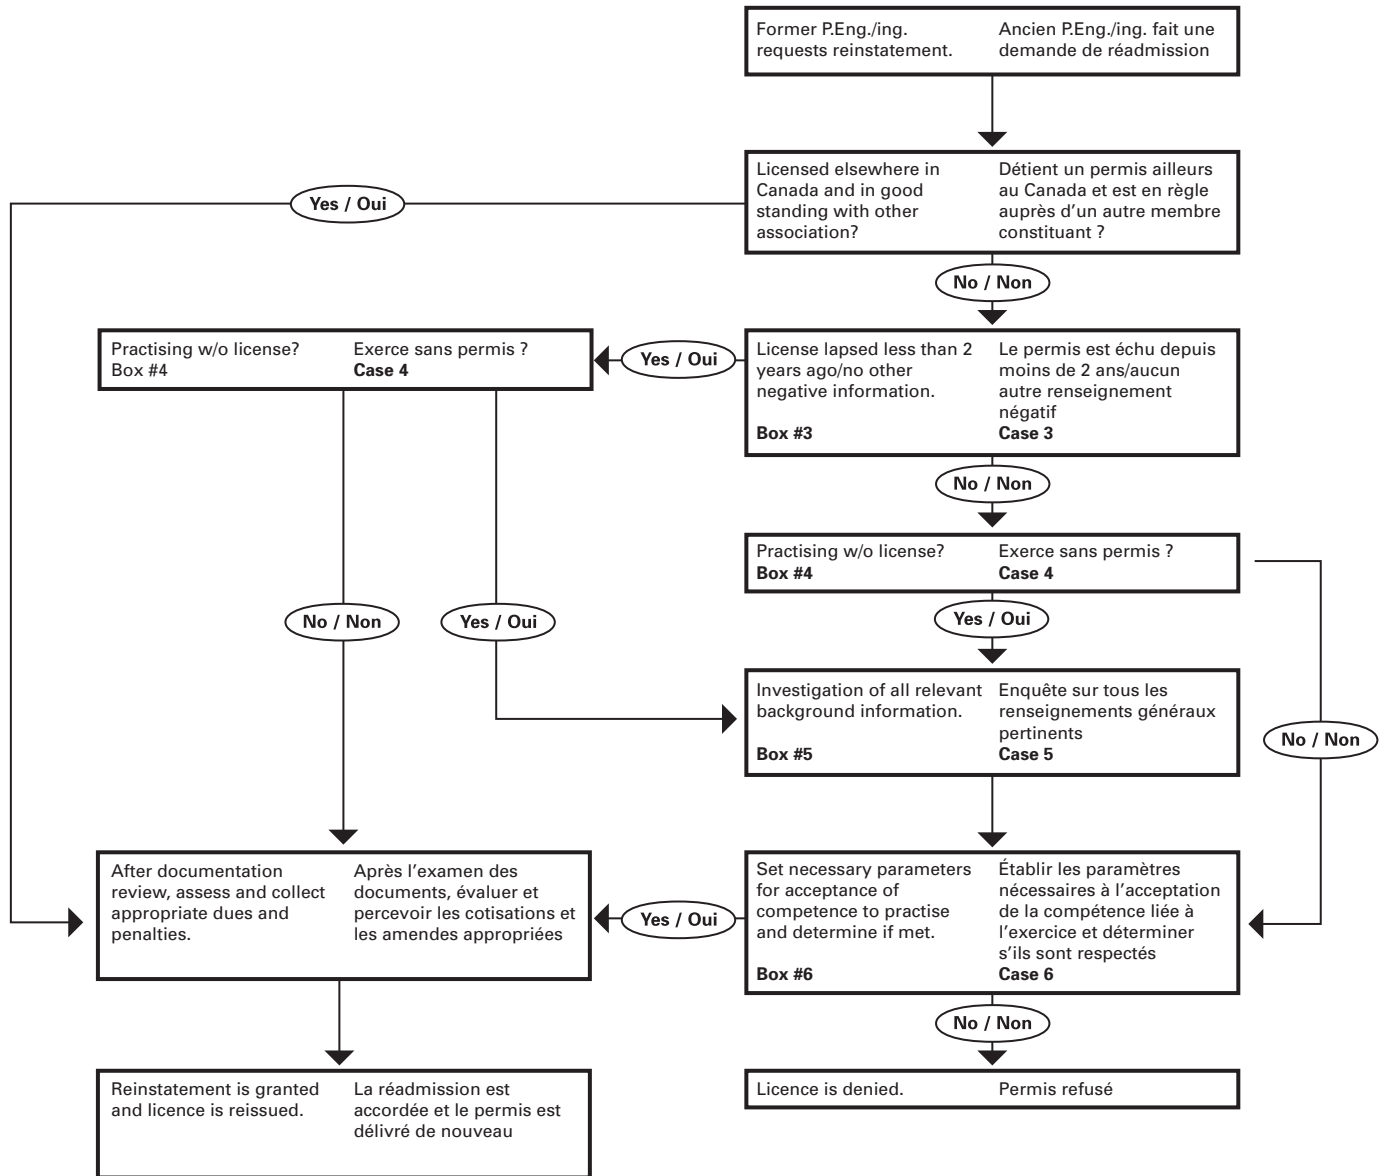 Former P.Eng./ing.
requests reinstatement.
Ancien P.Eng./ing. fait une
demande de réadmission
Licensed elsewhere in
Canada and in good
standing with other
association?
Détient un permis ailleurs
au Canada et est en règle
auprès d'un autre membre
constituant ?
Yes / Oui
No / Non
Practising w/o license?
Box #4
Exerce sans permis ?
Case 4
Yes / Oui
License lapsed less than 2
years ago/no other
negative information.
Box #3
Le permis est échu depuis
moins de 2 ans/aucun
autre renseignement
négatif
Case 3
No / Non
Practising w/o license?
Box #4
Exerce sans permis ?
Case 4
No / Non
Yes / Oui
Yes / Oui
Investigation of all relevant
background information.
Box #5
Enquête sur tous les
renseignements généraux
pertinents
Case 5
No / Non
After documentation
review, assess and collect
appropriate dues and
penalties.
Après l'examen des
documents, évaluer et
percevoir les cotisations et
les amendes appropriées
Yes / Oui
Set necessary parameters
for acceptance of
competence to practise
and determine if met.
Box #6
Établir les paramètres
nécessaires à l'acceptation
de la compétence liée à
l'exercice et déterminer
s'ils sont respectés
Case 6
No / Non
Reinstatement is granted
and licence is reissued.
La réadmission est
accordée et le permis est
délivré de nouveau
Licence is denied.
Permis refusé